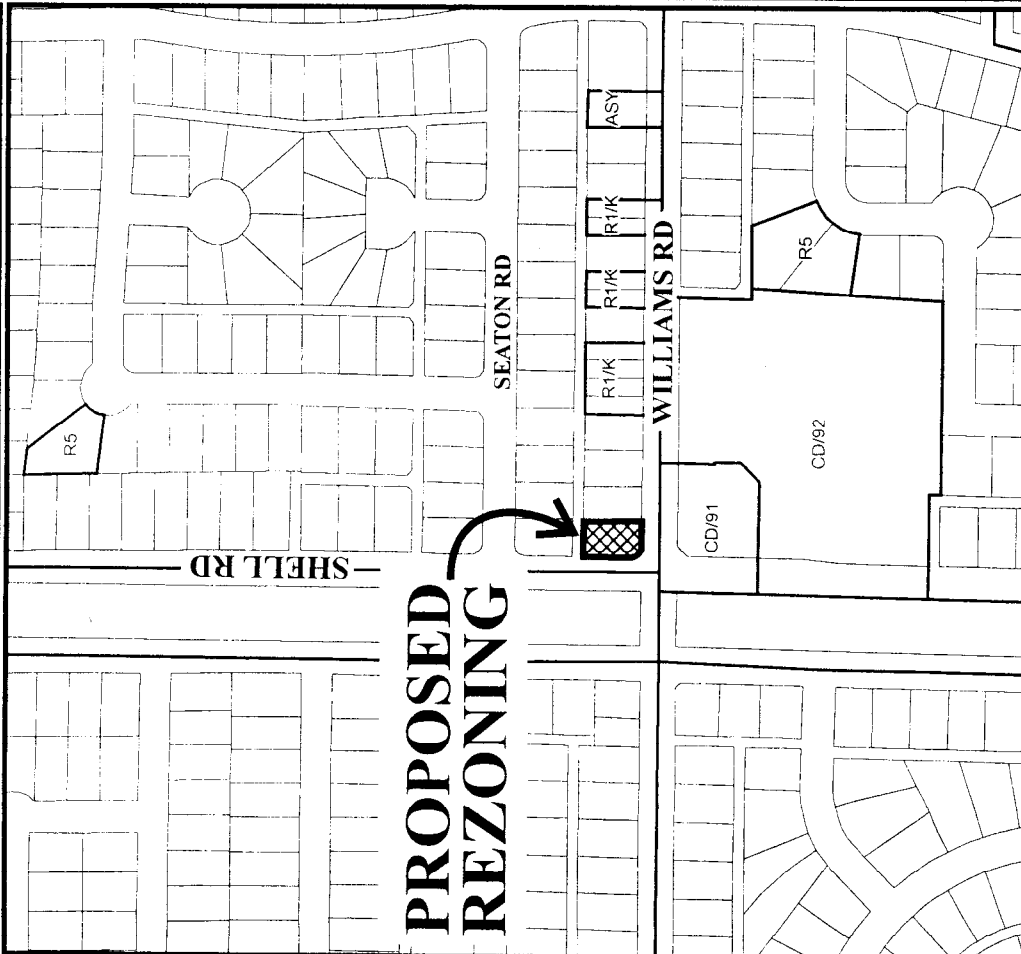 ASY
R1/K
R1/K
R1/K
R5
SEATON RD
WILLIAMS RD
R5
CD/92
CD/91
SHELL RD
PROPOSED
REZONING